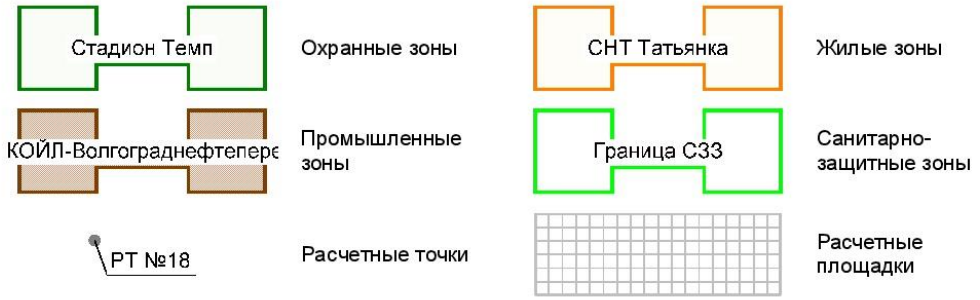 Стадион Темп
Охранные зоны
СНТ Татьянка
Жилые зоны
КОЙЛ-Волгограднефтепере
Промышленные
зоны
Граница СЗЗ
Санитарно-
защитные зоны
РТ №18
Расчетные точки
Расчетные
площадки